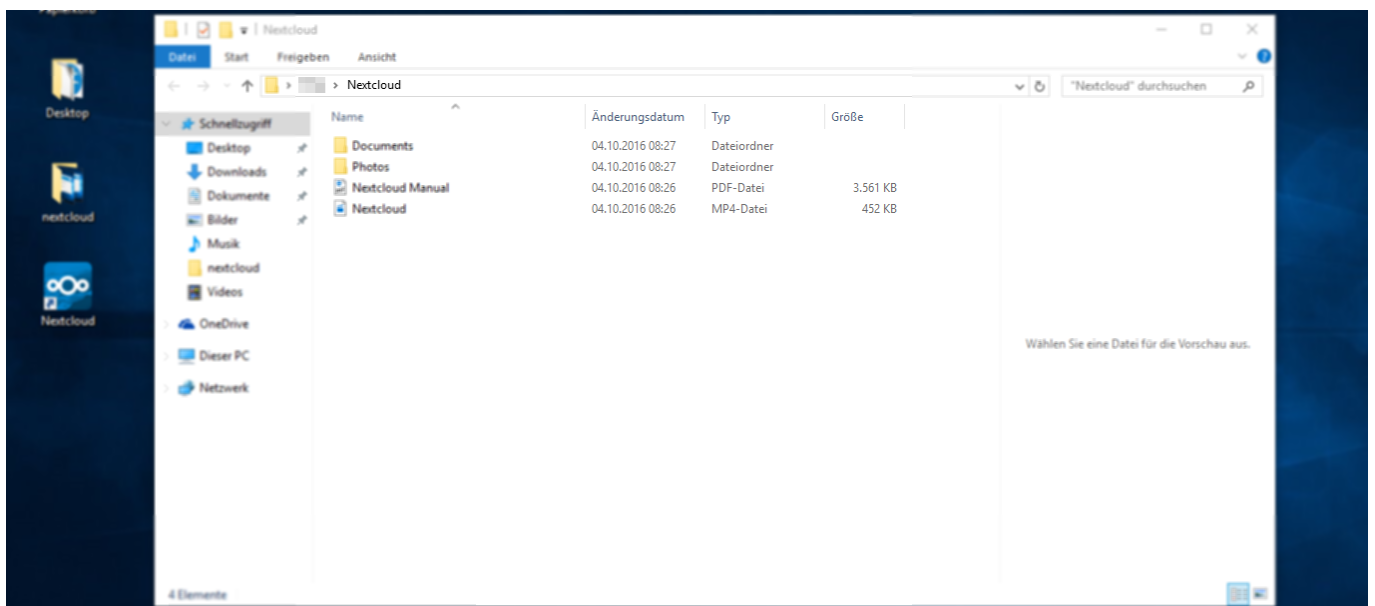 Nextcloud
Datei Start Freigeben Ansicht
Nextcloud
"Nextcloud" durchsuchen
Desktop
nextcloud
Nextcloud
Schnellzugriff
Desktop
Downloads
Dokumente
Bilder
Musik
nextcloud
Videos
OneDrive
Dieser PC
Netzwerk
Name Änderungsdatum Typ Größe
Documents 04.10.2016 08:27 Dateiordner
Photos 04.10.2016 08:27 Dateiordner
Nextcloud Manual 04.10.2016 08:26 PDF-Datei 3.561 KB
Nextcloud 04.10.2016 08:26 MP4-Datei 452 KB
Wählen Sie eine Datei für die Vorschau aus.
4 Elemente